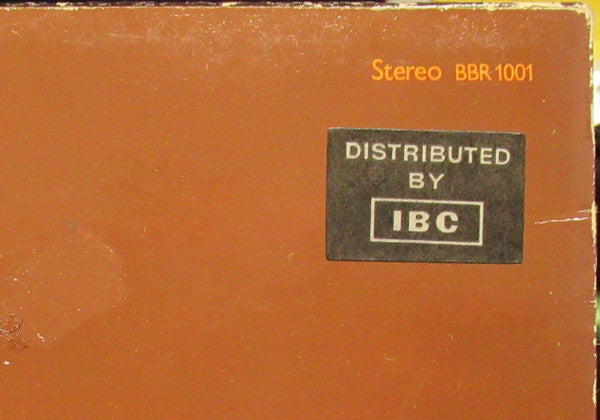 Stereo BBR 1001
DISTRIBUTED
BY
IBC